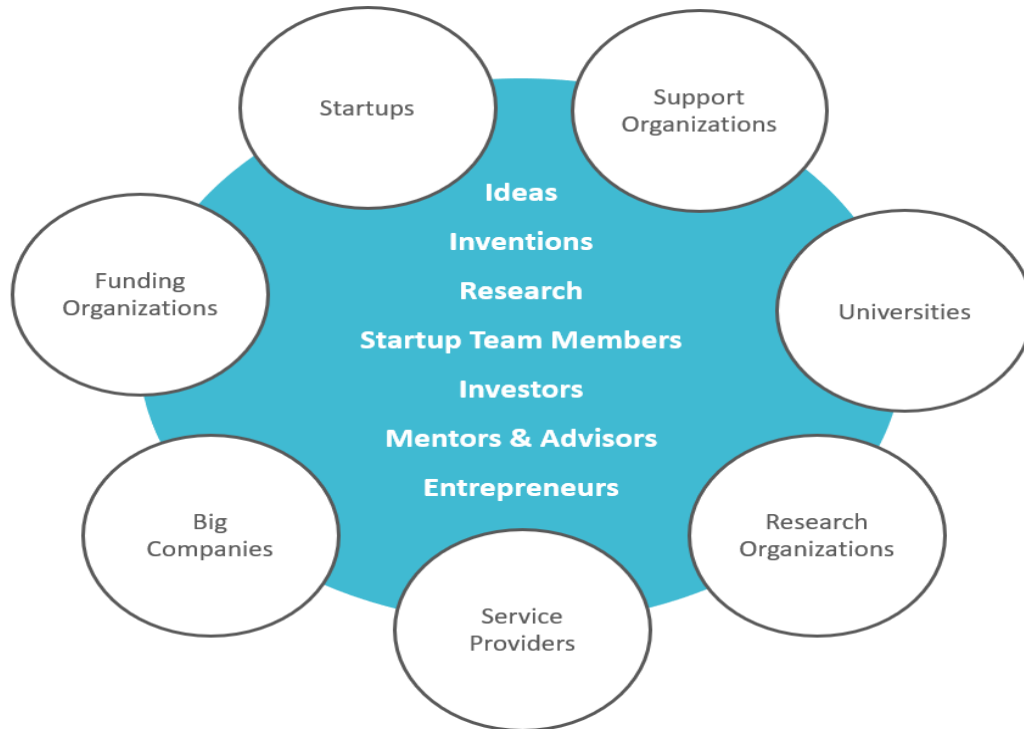 Startups
Support
Organizations
Ideas
Inventions
Research
Startup Team Members
Investors
Mentors & Advisors
Entrepreneurs
Funding
Organizations
Universities
Big
Companies
Research
Organizations
Service
Providers